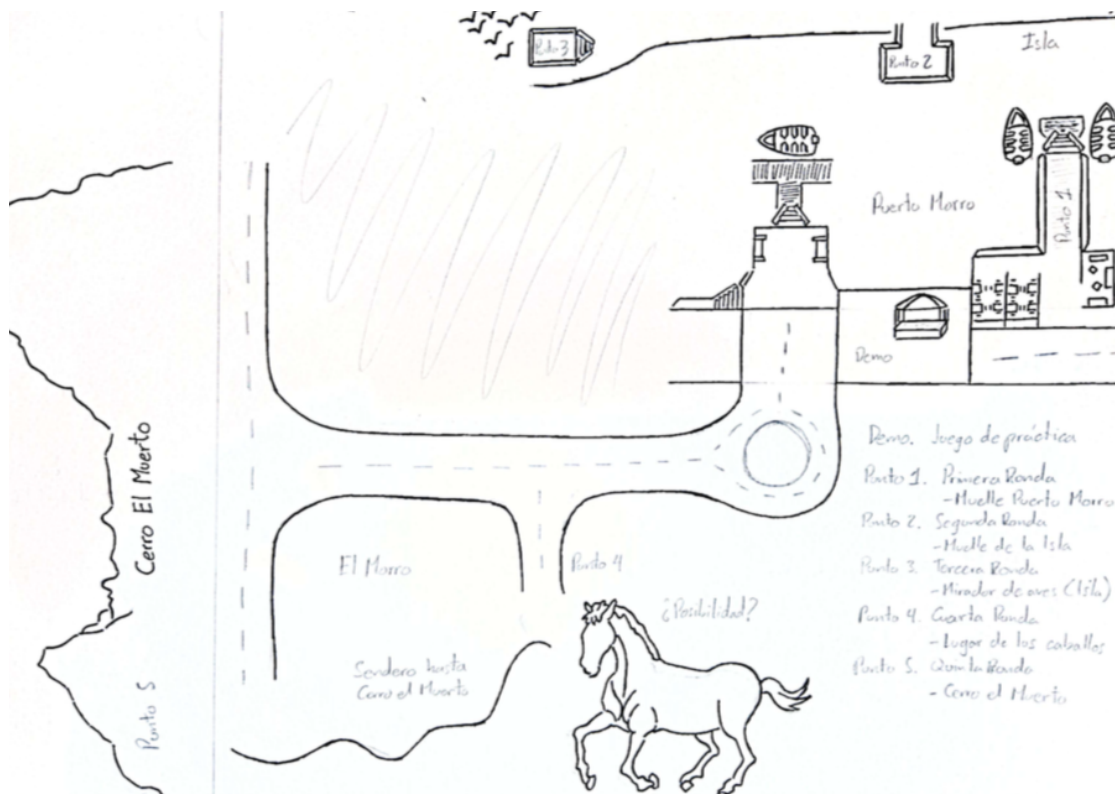 Punto 3
Punto 2
Isla
Puerto Morro
Punto 1
Demo
Cerro El Muerto
Punto 5
El Morro
Punto 4
¿Posibilidad?
Sendero hasta
Cerro el Muerto
Demo. Juego de práctica
Punto 1. Primera Ronda
-Muelle Puerto Morro
Punto 2. Segunda Ronda
-Muelle de la Isla
Punto 3. Tercera Ronda
-Mirador de aves (Isla)
Punto 4. Cuarta Ronda
-Lugar de los caballos
Punto 5. Quinta Ronda
- Cerro el Muerto